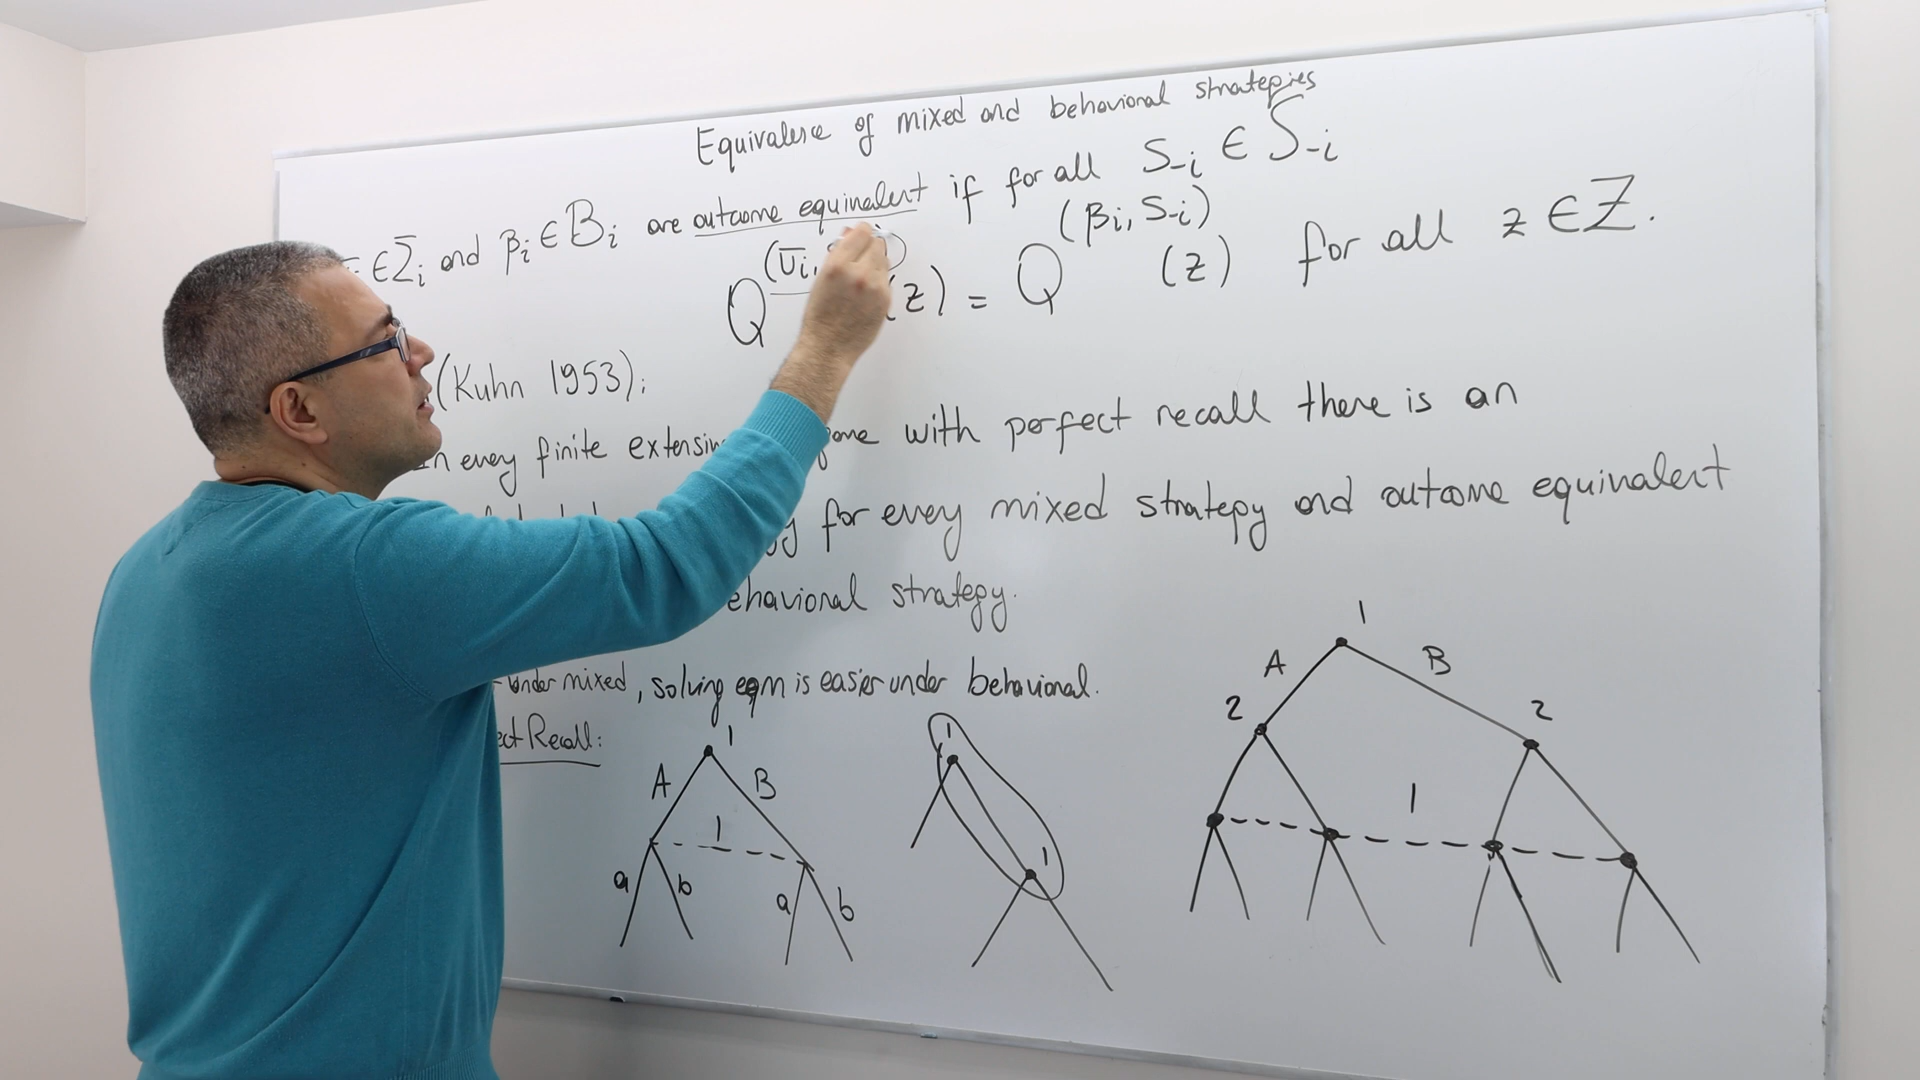 Equivalence of mixed and behavioral strategies
∈ Σi and βi ∈ Bi are outcome equivalent if for all S-i ∈ S-i
Q (σi, (z) = Q (βi, S-i) (z) for all z ∈ Z.
(Kuhn 1953):
In every finite extensive game with perfect recall there is an
for every mixed strategy and outcome equivalent
behavioral strategy.
under mixed, solving eqm is easier under behavioral.
Recall:
1
A B
1
a b a b
1
1
1
A B
2 2
1